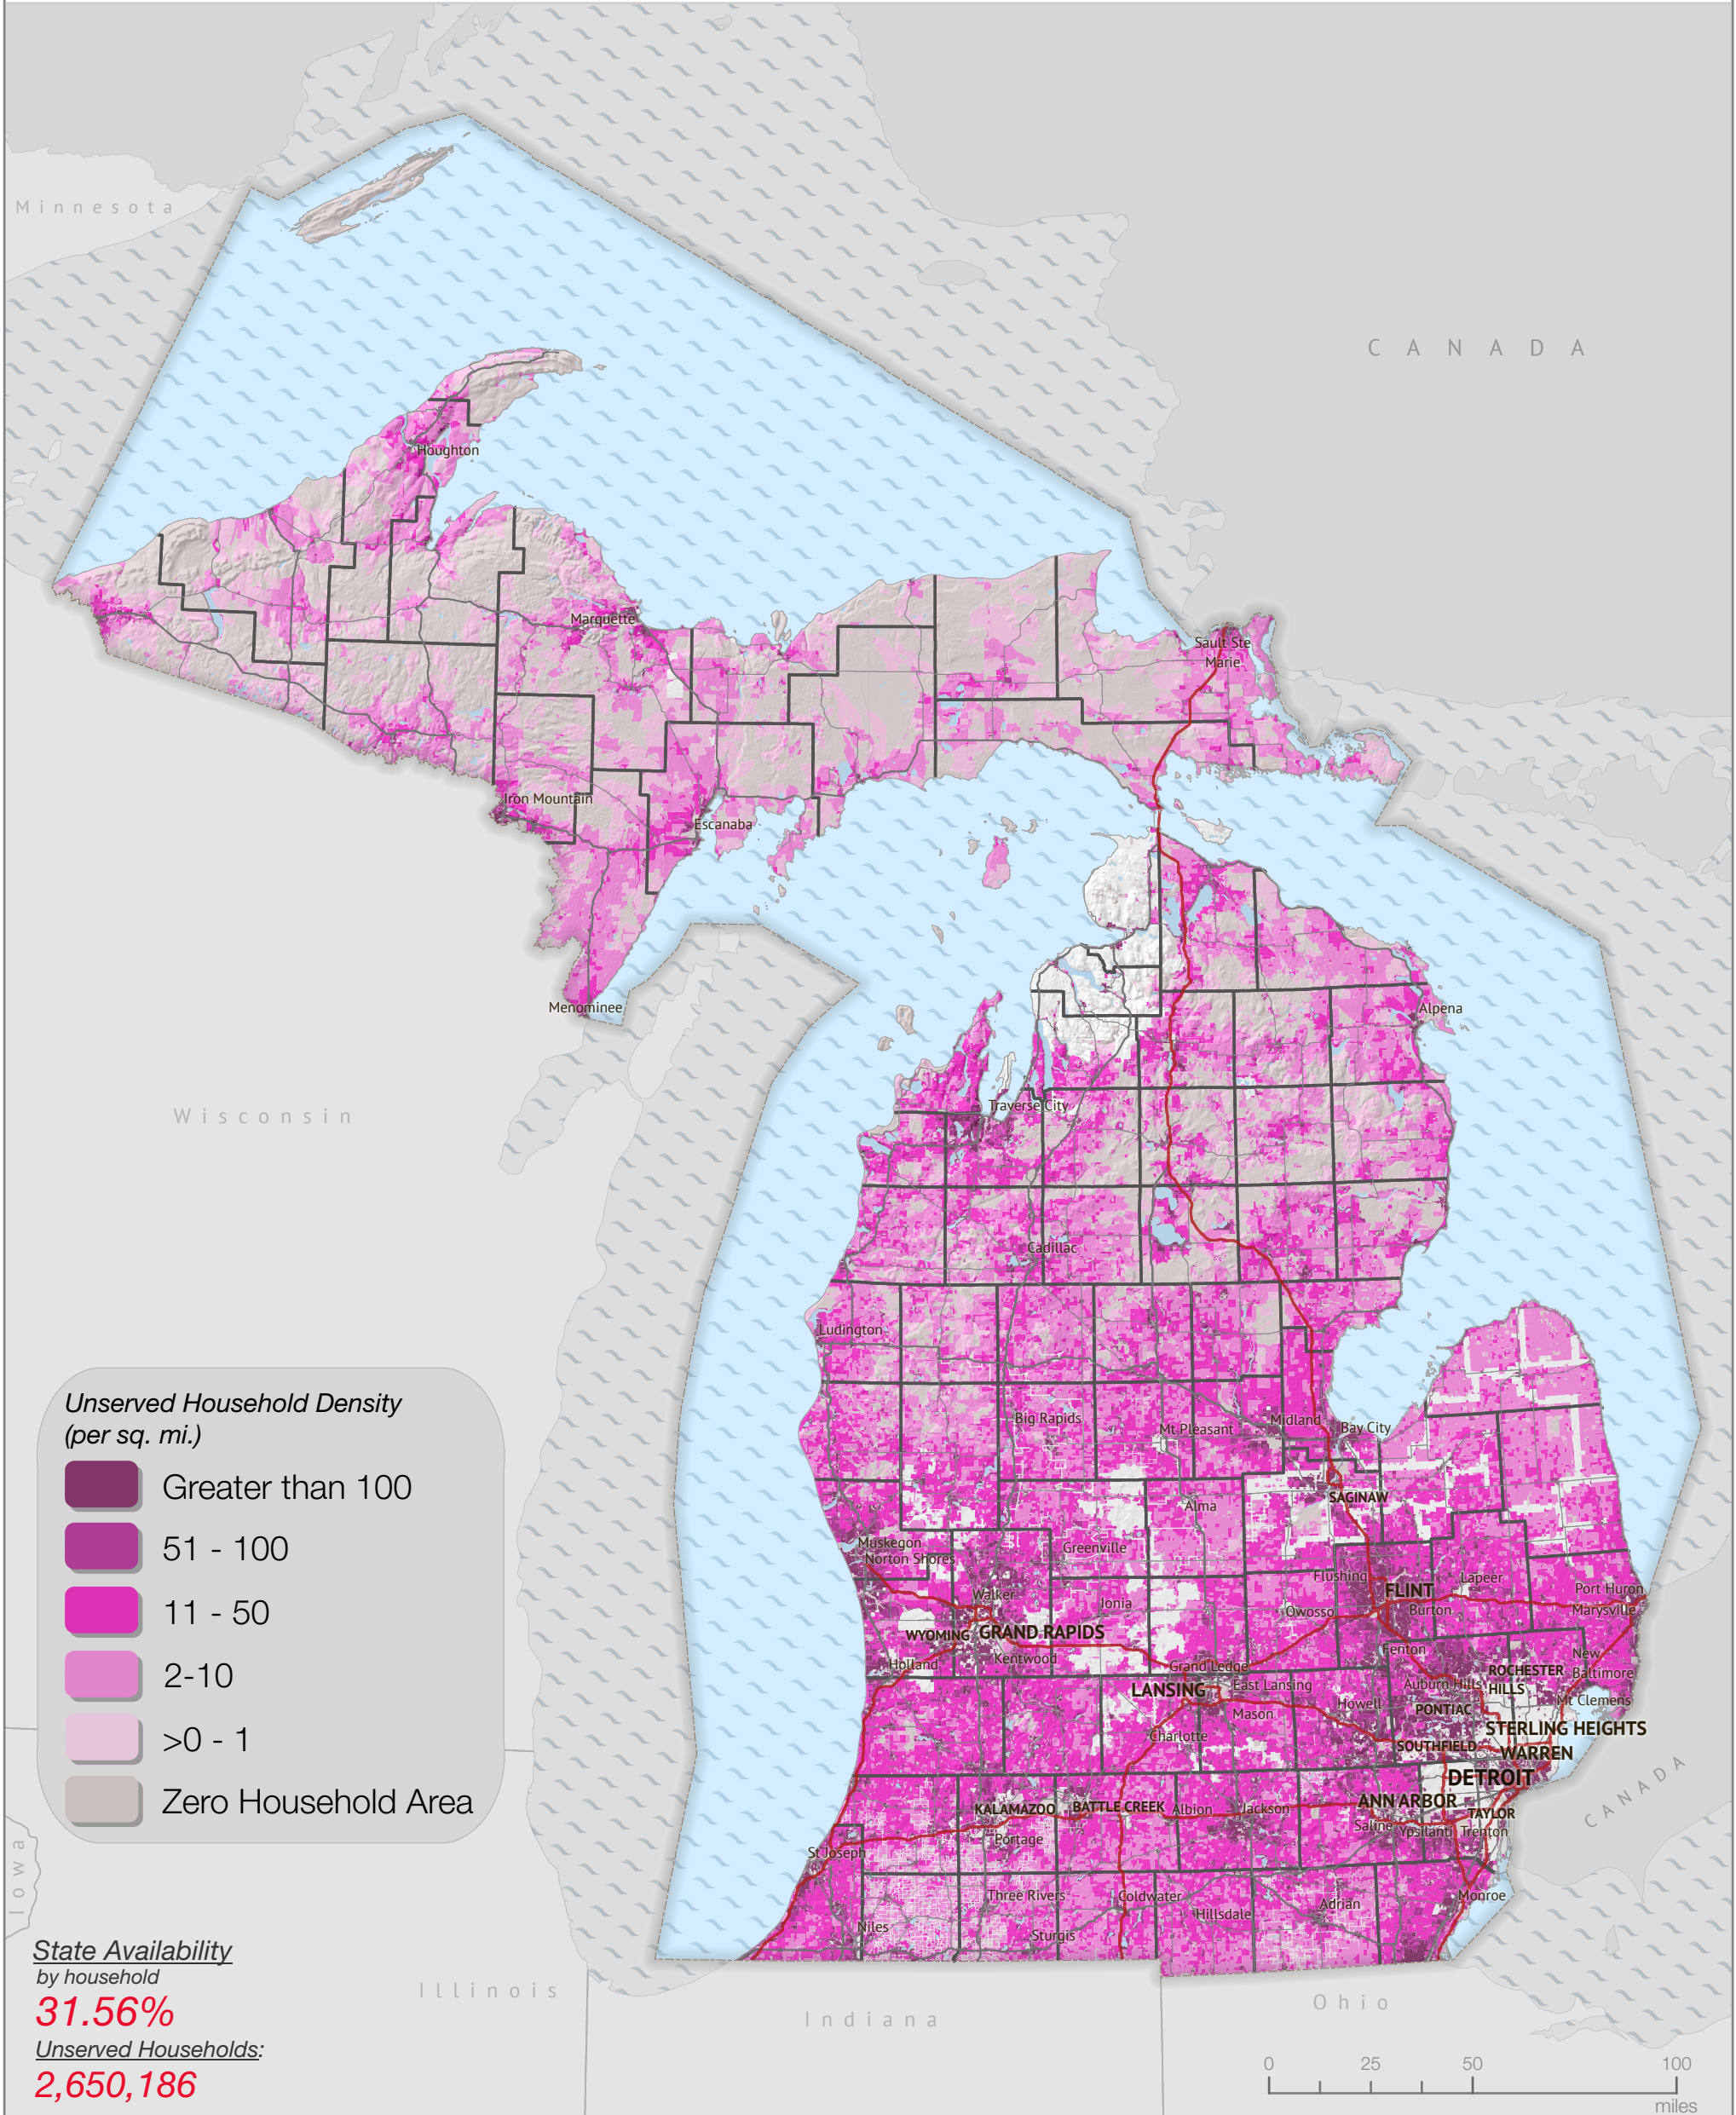 Minnesota
CANADA
Houghton
Marquette
Sault Ste
Marie
Iron Mountain
Escanaba
Menominee
Alpena
Wisconsin
Traverse City
Cadillac
Ludington
Big Rapids
Mt Pleasant
Midland
Bay City
SAGINAW
Alma
Muskegon
Norton Shores
Greenville
Flushing
FLINT
Lapeer
Port Huron
Walker
Ionia
Owosso
Burton
Marysville
WYOMING
GRAND RAPIDS
Holland
Kentwood
Grand Ledge
Fenton
New
Baltimore
ROCHESTER
HILLS
LANSING
East Lansing
Auburn Hills
Howell
Mt Clemens
Mason
PONTIAC
Charlotte
STERLING HEIGHTS
SOUTHFIELD
WARREN
DETROIT
KALAMAZOO
BATTLE CREEK
Albion
Jackson
ANN ARBOR
TAYLOR
Portage
Saline
Ypsilanti
Trenton
CANADA
St Joseph
Three Rivers
Coldwater
Hillsdale
Adrian
Monroe
Niles
Sturgis
Unserved Household Density
(per sq. mi.)
Greater than 100
51 - 100
11 - 50
2-10
>0 - 1
Zero Household Area
Iowa
State Availability
by household
31.56%
Unserved Households:
2,650,186
Illinois
Indiana
Ohio
0 25 50 100
miles